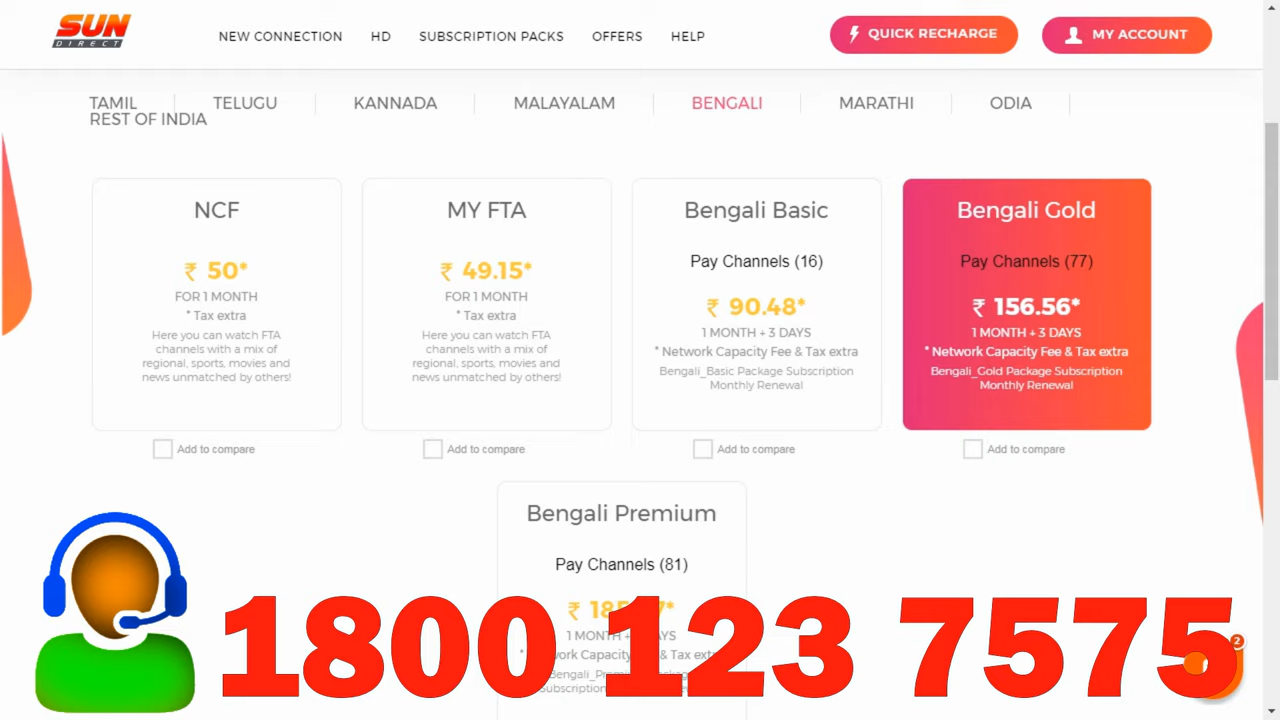 SUN
DIRECT
NEW CONNECTION HD SUBSCRIPTION PACKS OFFERS HELP
QUICK RECHARGE
MY ACCOUNT
TAMIL TELUGU KANNADA MALAYALAM BENGALI MARATHI ODIA
REST OF INDIA
NCF
₹ 50*
FOR 1 MONTH
* Tax extra
Here you can watch FTA
channels with a mix of
regional, sports, movies and
news unmatched by others!
Add to compare
MY FTA
₹ 49.15*
FOR 1 MONTH
* Tax extra
Here you can watch FTA
channels with a mix of
regional, sports, movies and
news unmatched by others!
Add to compare
Bengali Basic
Pay Channels (16)
₹ 90.48*
1 MONTH + 3 DAYS
* Network Capacity Fee & Tax extra
Bengali_Basic Package Subscription
Monthly Renewal
Add to compare
Bengali Gold
Pay Channels (77)
₹ 156.56*
1 MONTH + 3 DAYS
* Network Capacity Fee & Tax extra
Bengali_Gold Package Subscription
Monthly Renewal
Add to compare
Bengali Premium
Pay Channels (81)
1 MONTH +
Capacity & Tax
1800 123 7575
2